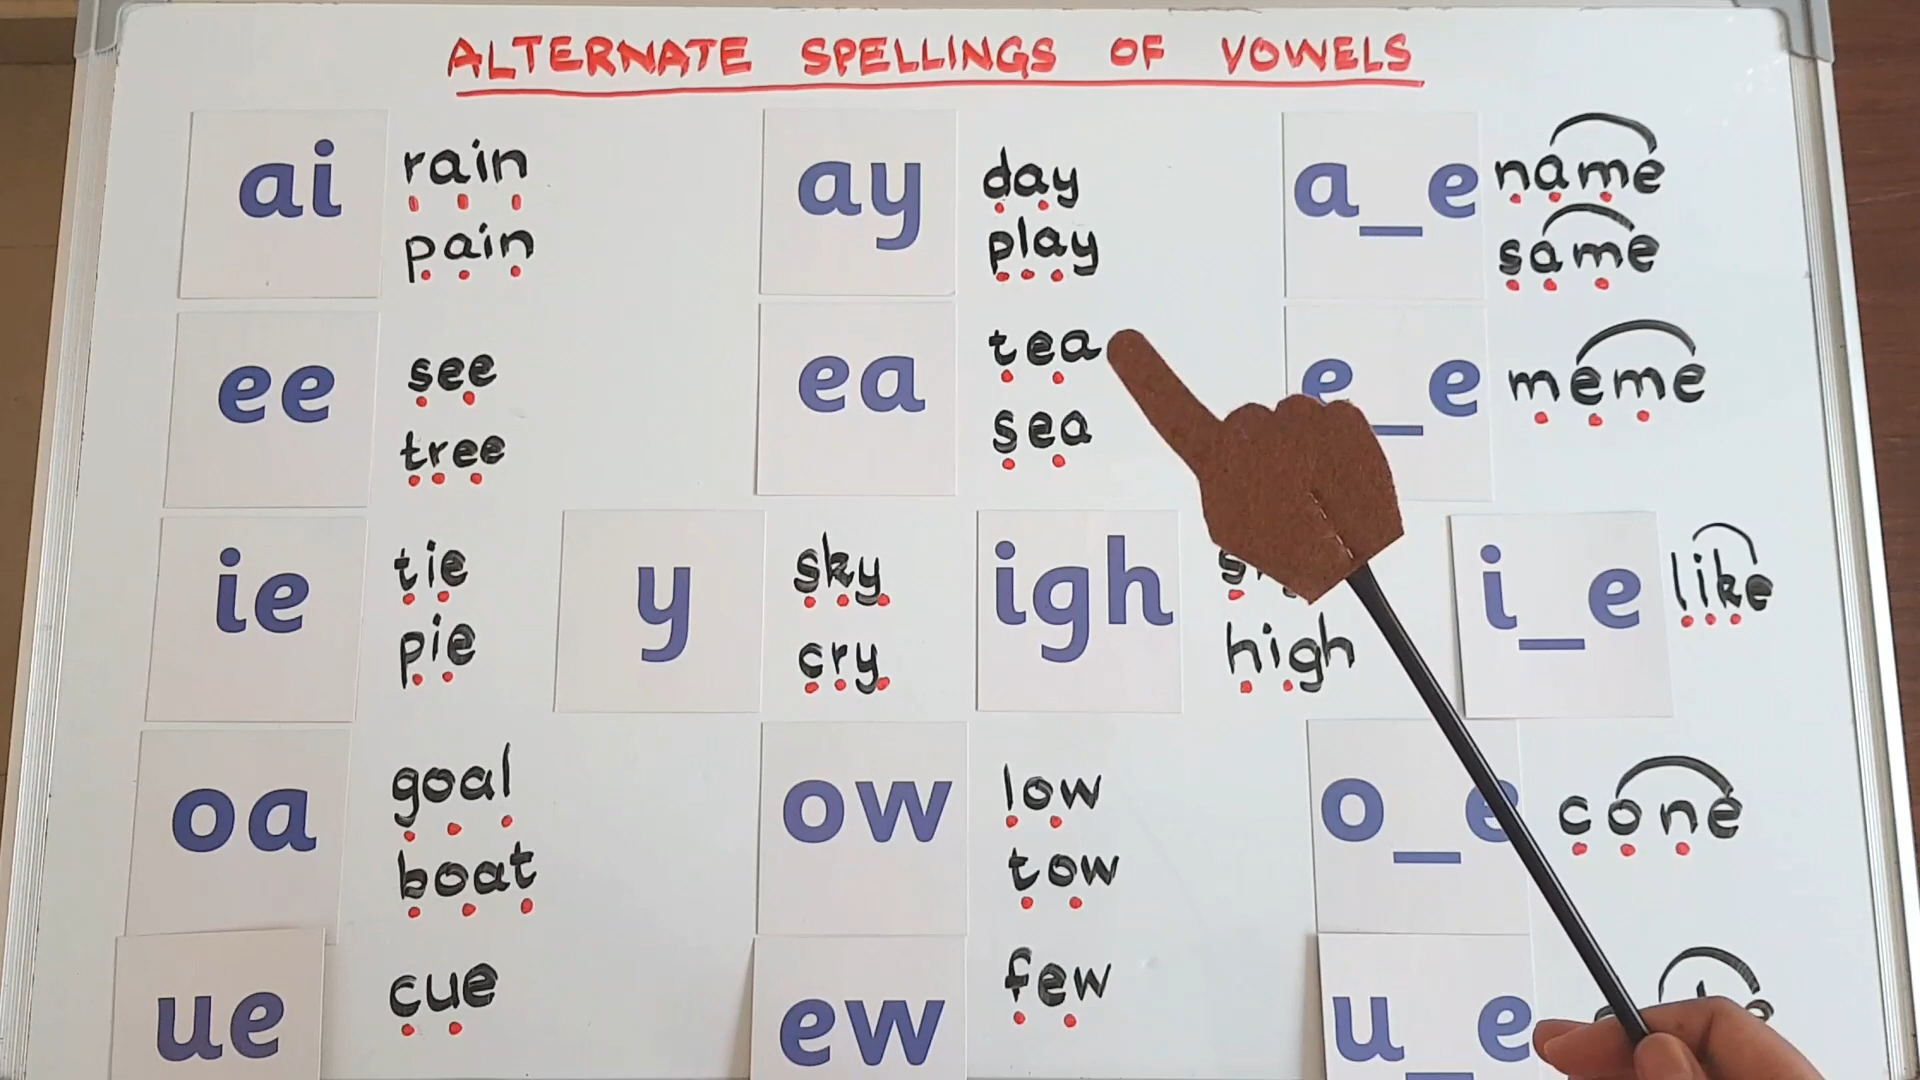 ALTERNATE SPELLINGS OF VOWELS
ai rain ay day a_e name
pain play same
ee see ea tea e_e meme
tree sea
ie tie y sky igh i_e like
pie cry high
oa goal ow low o_e cone
boat tow
ue cue ew few u_e